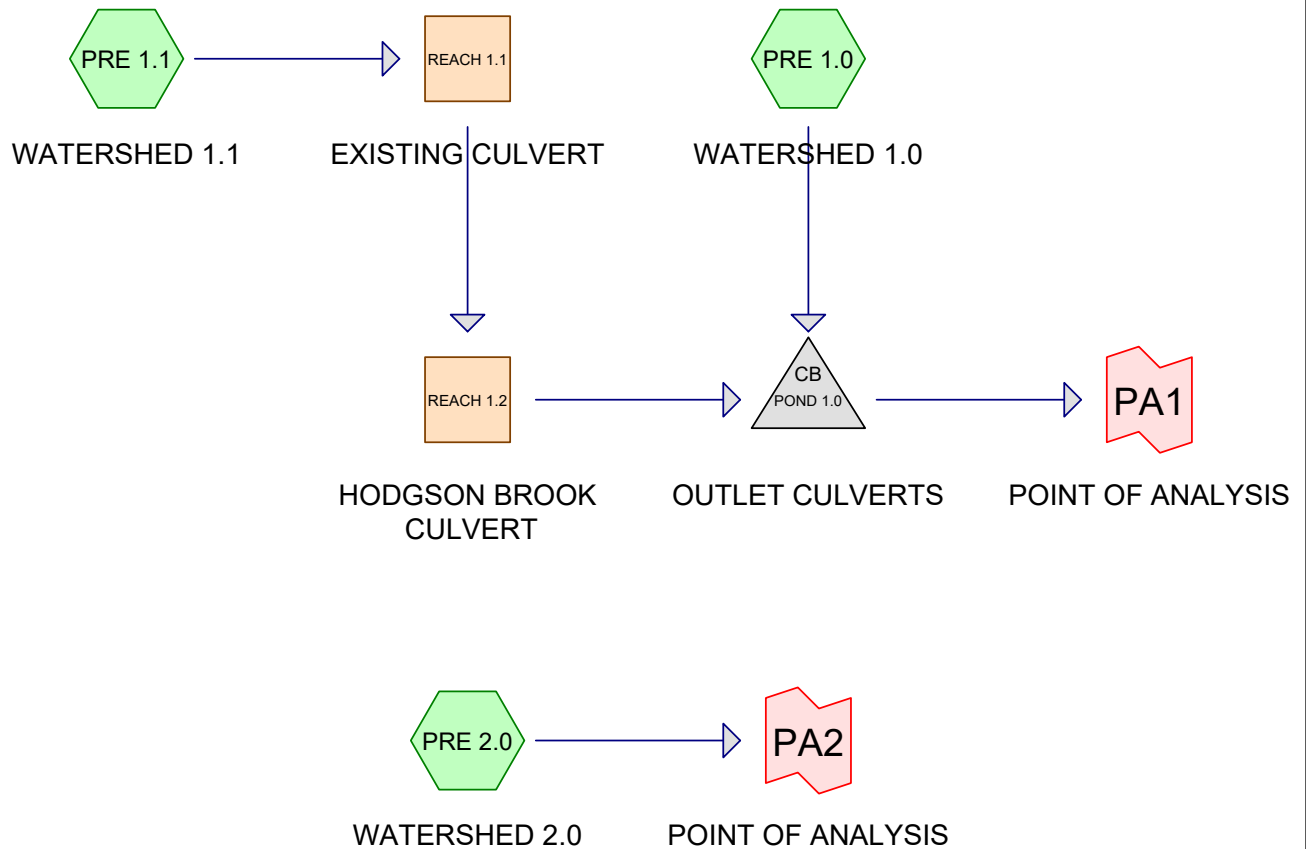 PRE 1.1
REACH 1.1
PRE 1.0
WATERSHED 1.1
EXISTING CULVERT
WATERSHED 1.0
REACH 1.2
CB
POND 1.0
PA1
HODGSON BROOK
CULVERT
OUTLET CULVERTS
POINT OF ANALYSIS
PRE 2.0
PA2
WATERSHED 2.0
POINT OF ANALYSIS